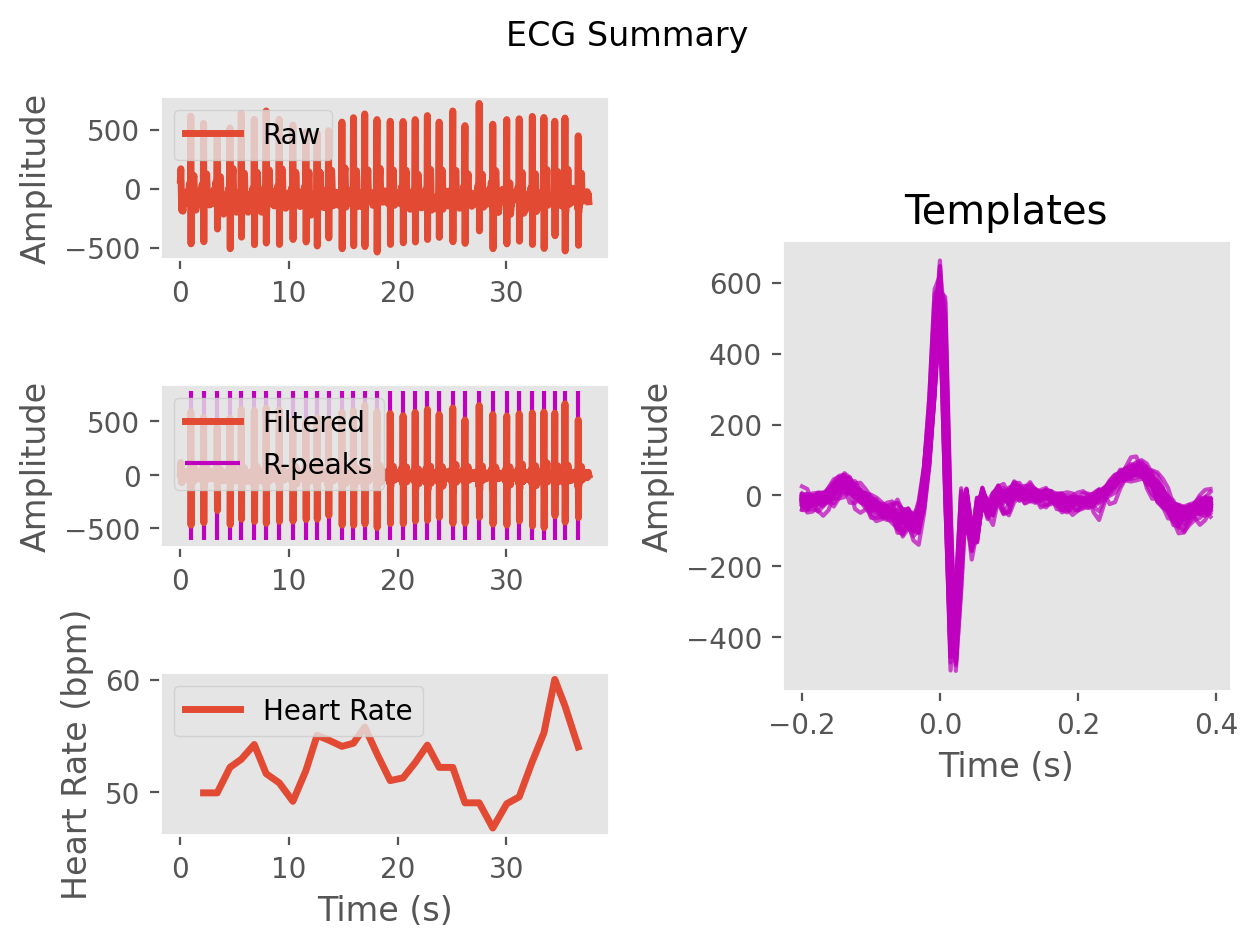 ECG Summary
Amplitude
500
0
−500
Raw
0 10 20 30
Amplitude
500
0
−500
Filtered
R-peaks
0 10 20 30
Heart Rate (bpm)
60
50
Heart Rate
0 10 20 30
Time (s)
Templates
Amplitude
600
400
200
0
−200
−400
−0.2 0.0 0.2 0.4
Time (s)